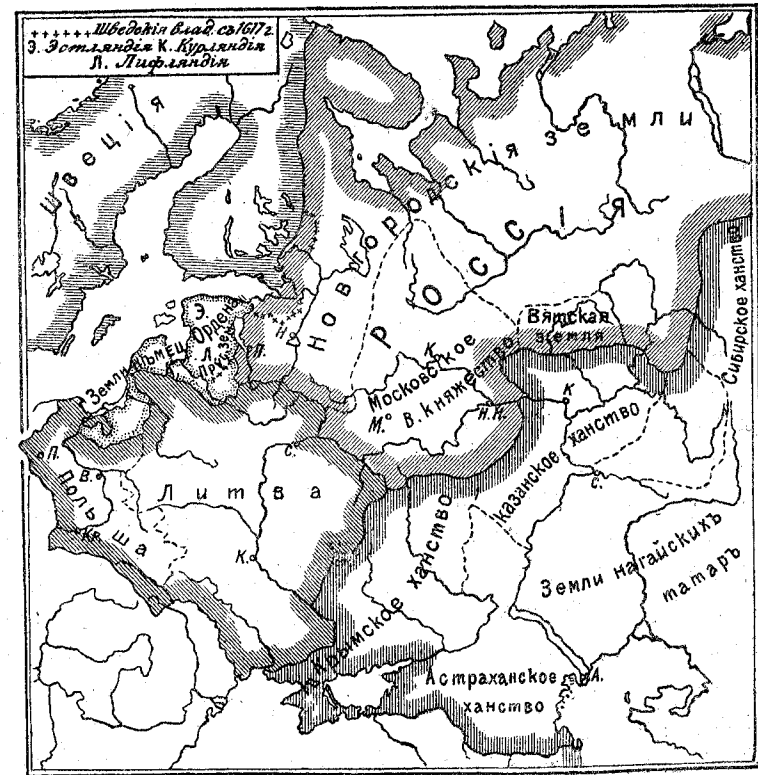 ++++++ Шведскія влад. съ 1617 г.
Э. Эстляндія К. Курляндія
Л. Лифляндія
Швеція
Новгородскія земли
Россія
Э.
Ордена
Л.
Земли Нѣмец.
Н.
П.
Вятская
земля
Сибирское ханство
Московское
В. княжество
К.
М.
Н.Н.
К
казанское ханство
С.
С.
П.
В.
Польша
КР.
Литва
К.
Крымское ханство
Земли нагайскихъ
татаръ
Астраханское
ханство
А.